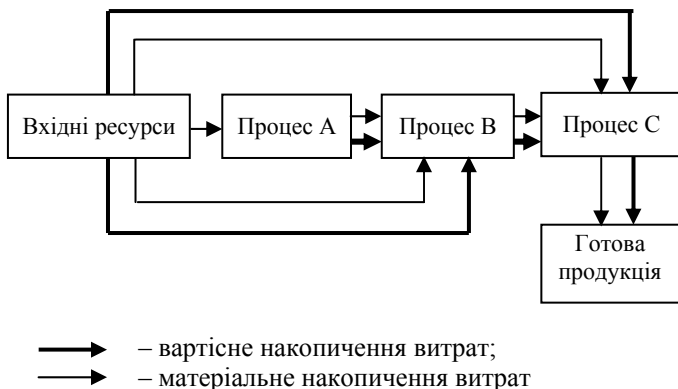 Вхідні ресурси
Процес А
Процес В
Процес С
Готова
продукція
– вартісне накопичення витрат;
– матеріальне накопичення витрат